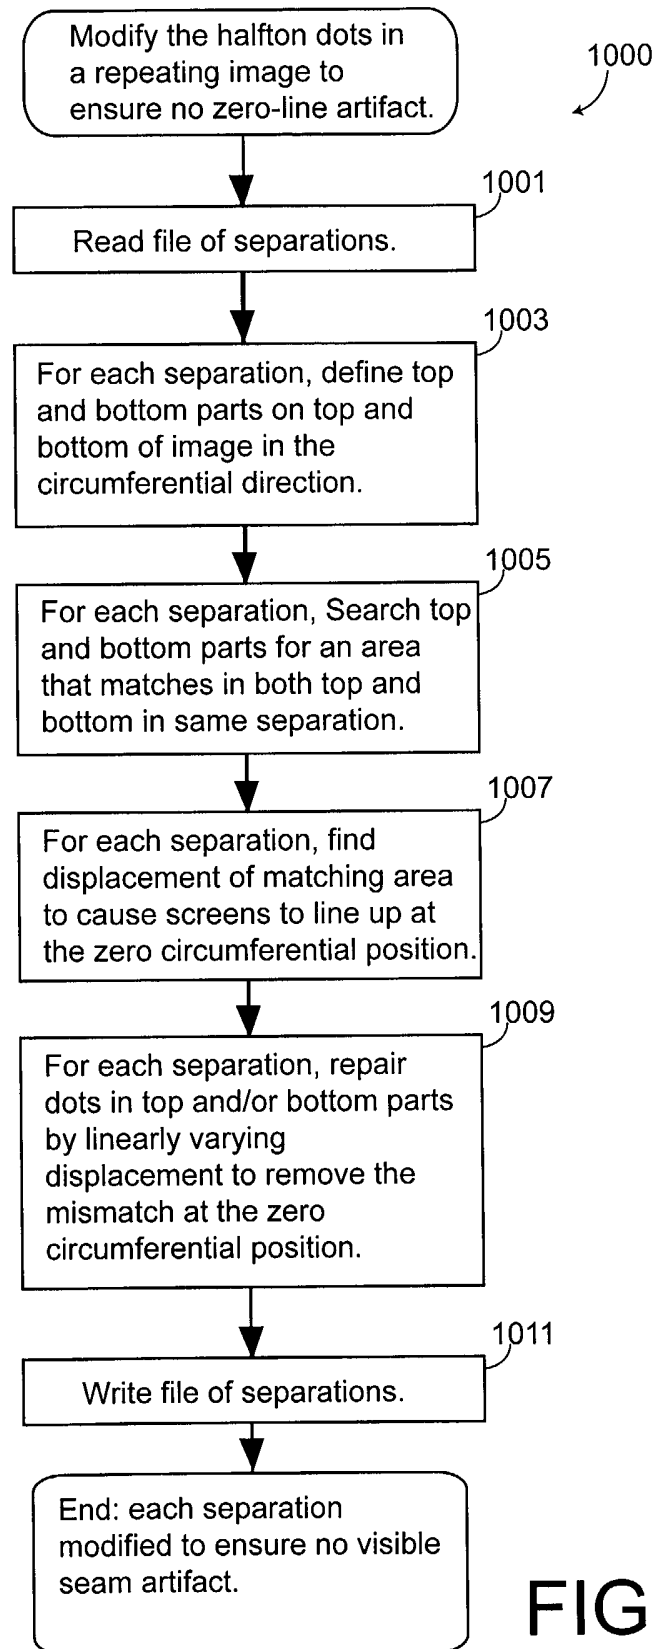 Modify the halfton dots in
a repeating image to
ensure no zero-line artifact.
1000
1001
Read file of separations.
1003
For each separation, define top
and bottom parts on top and
bottom of image in the
circumferential direction.
1005
For each separation, Search top
and bottom parts for an area
that matches in both top and
bottom in same separation.
1007
For each separation, find
displacement of matching area
to cause screens to line up at
the zero circumferential position.
1009
For each separation, repair
dots in top and/or bottom parts
by linearly varying
displacement to remove the
mismatch at the zero
circumferential position.
1011
Write file of separations.
End: each separation
modified to ensure no visible
seam artifact.
FIG